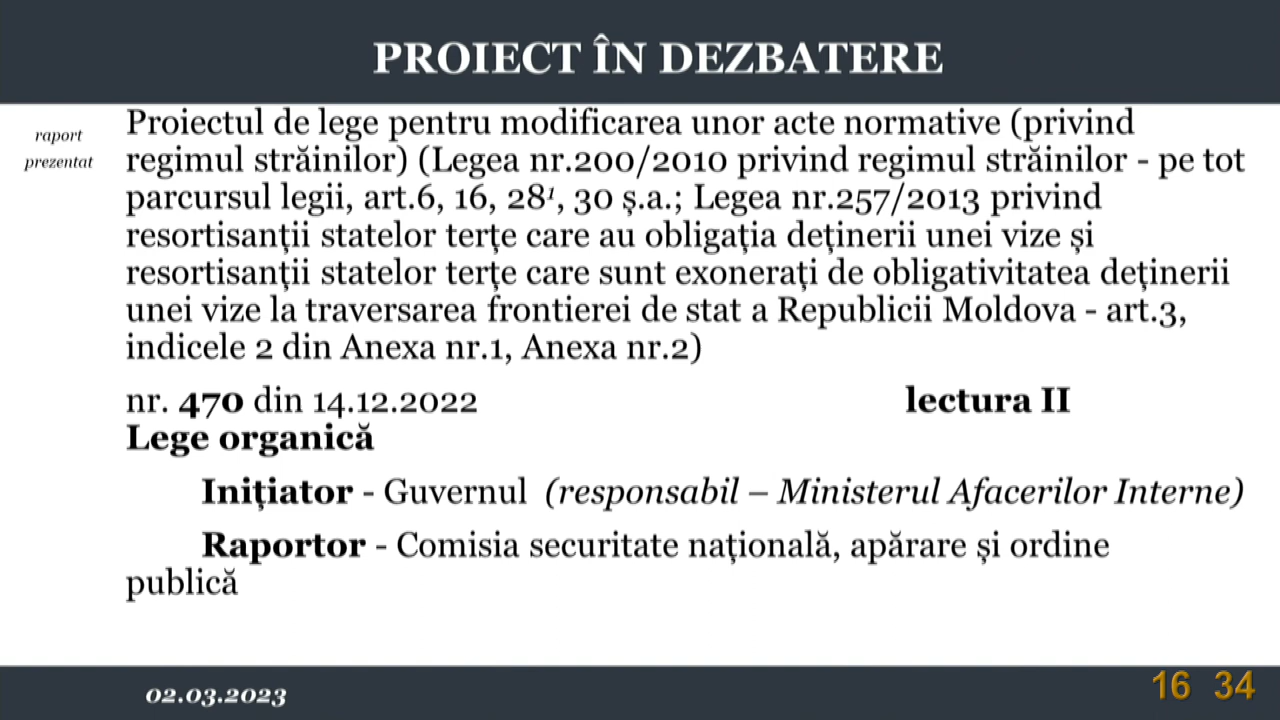 PROIECT ÎN DEZBATERE
raport
prezentat
Proiectul de lege pentru modificarea unor acte normative (privind
regimul străinilor) (Legea nr.200/2010 privind regimul străinilor - pe tot
parcursul legii, art.6, 16, 28¹, 30 ș.a.; Legea nr.257/2013 privind
resortisanții statelor terțe care au obligația deținerii unei vize și
resortisanții statelor terțe care sunt exonerați de obligativitatea deținerii
unei vize la traversarea frontierei de stat a Republicii Moldova - art.3,
indicele 2 din Anexa nr.1, Anexa nr.2)
nr. 470 din 14.12.2022 lectura II
Lege organică
Inițiator - Guvernul (responsabil – Ministerul Afacerilor Interne)
Raportor - Comisia securitate națională, apărare și ordine
publică
02.03.2023
16 34